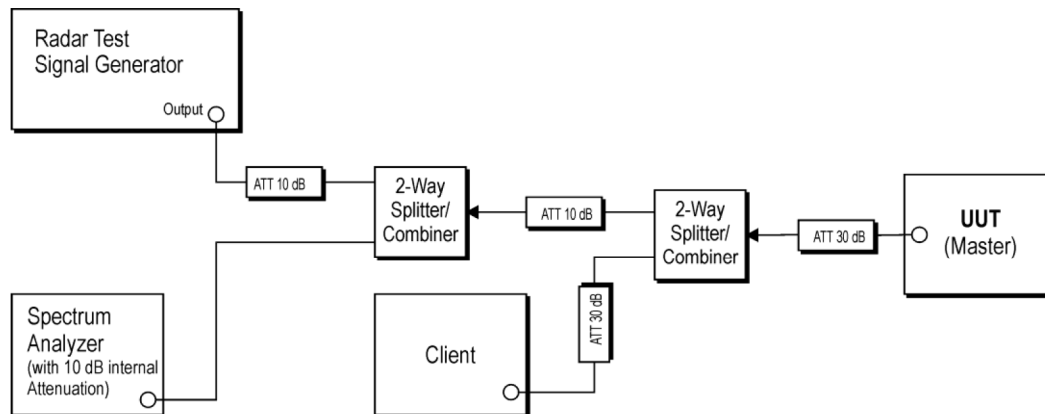 Radar Test
Signal Generator
Output
ATT 10 dB
2-Way
Splitter/
Combiner
ATT 10 dB
2-Way
Splitter/
Combiner
ATT 30 dB
UUT
(Master)
Spectrum
Analyzer
(with 10 dB internal
Attenuation)
Client
ATT 30 dB